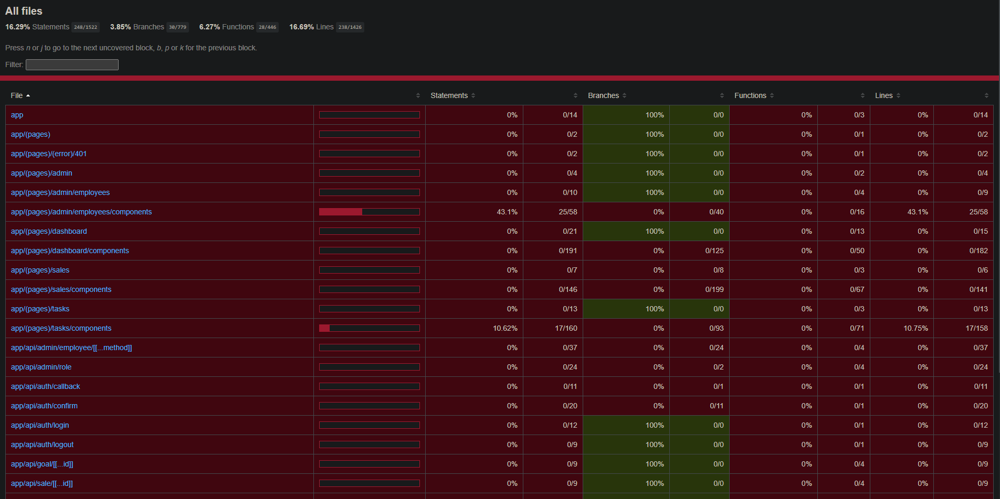 All files
16.29% Statements 248/1522 3.85% Branches 30/779 6.27% Functions 28/446 16.69% Lines 238/1426
Press n or j to go to the next uncovered block, b, p or k for the previous block.
Filter:
File Statements Branches Functions Lines
app 0% 0/14 100% 0/0 0% 0/3 0% 0/14
app/(pages) 0% 0/2 100% 0/0 0% 0/1 0% 0/2
app/(pages)/(error)/401 0% 0/2 100% 0/0 0% 0/1 0% 0/2
app/(pages)/admin 0% 0/4 100% 0/0 0% 0/2 0% 0/4
app/(pages)/admin/employees 0% 0/10 100% 0/0 0% 0/4 0% 0/9
app/(pages)/admin/employees/components 43.1% 25/58 0% 0/40 0% 0/16 43.1% 25/58
app/(pages)/dashboard 0% 0/21 100% 0/0 0% 0/13 0% 0/15
app/(pages)/dashboard/components 0% 0/191 0% 0/125 0% 0/50 0% 0/182
app/(pages)/sales 0% 0/7 0% 0/8 0% 0/3 0% 0/6
app/(pages)/sales/components 0% 0/146 0% 0/199 0% 0/67 0% 0/141
app/(pages)/tasks 0% 0/13 100% 0/0 0% 0/3 0% 0/13
app/(pages)/tasks/components 10.62% 17/160 0% 0/93 0% 0/71 10.75% 17/158
app/api/admin/employee/[[...method]] 0% 0/37 0% 0/24 0% 0/4 0% 0/37
app/api/admin/role 0% 0/24 0% 0/2 0% 0/4 0% 0/24
app/api/auth/callback 0% 0/11 0% 0/1 0% 0/1 0% 0/11
app/api/auth/confirm 0% 0/20 0% 0/11 0% 0/1 0% 0/20
app/api/auth/login 0% 0/12 100% 0/0 0% 0/1 0% 0/12
app/api/auth/logout 0% 0/9 100% 0/0 0% 0/1 0% 0/9
app/api/goal/[[...id]] 0% 0/9 100% 0/0 0% 0/4 0% 0/9
app/api/sale/[[...id]] 0% 0/9 100% 0/0 0% 0/4 0% 0/9